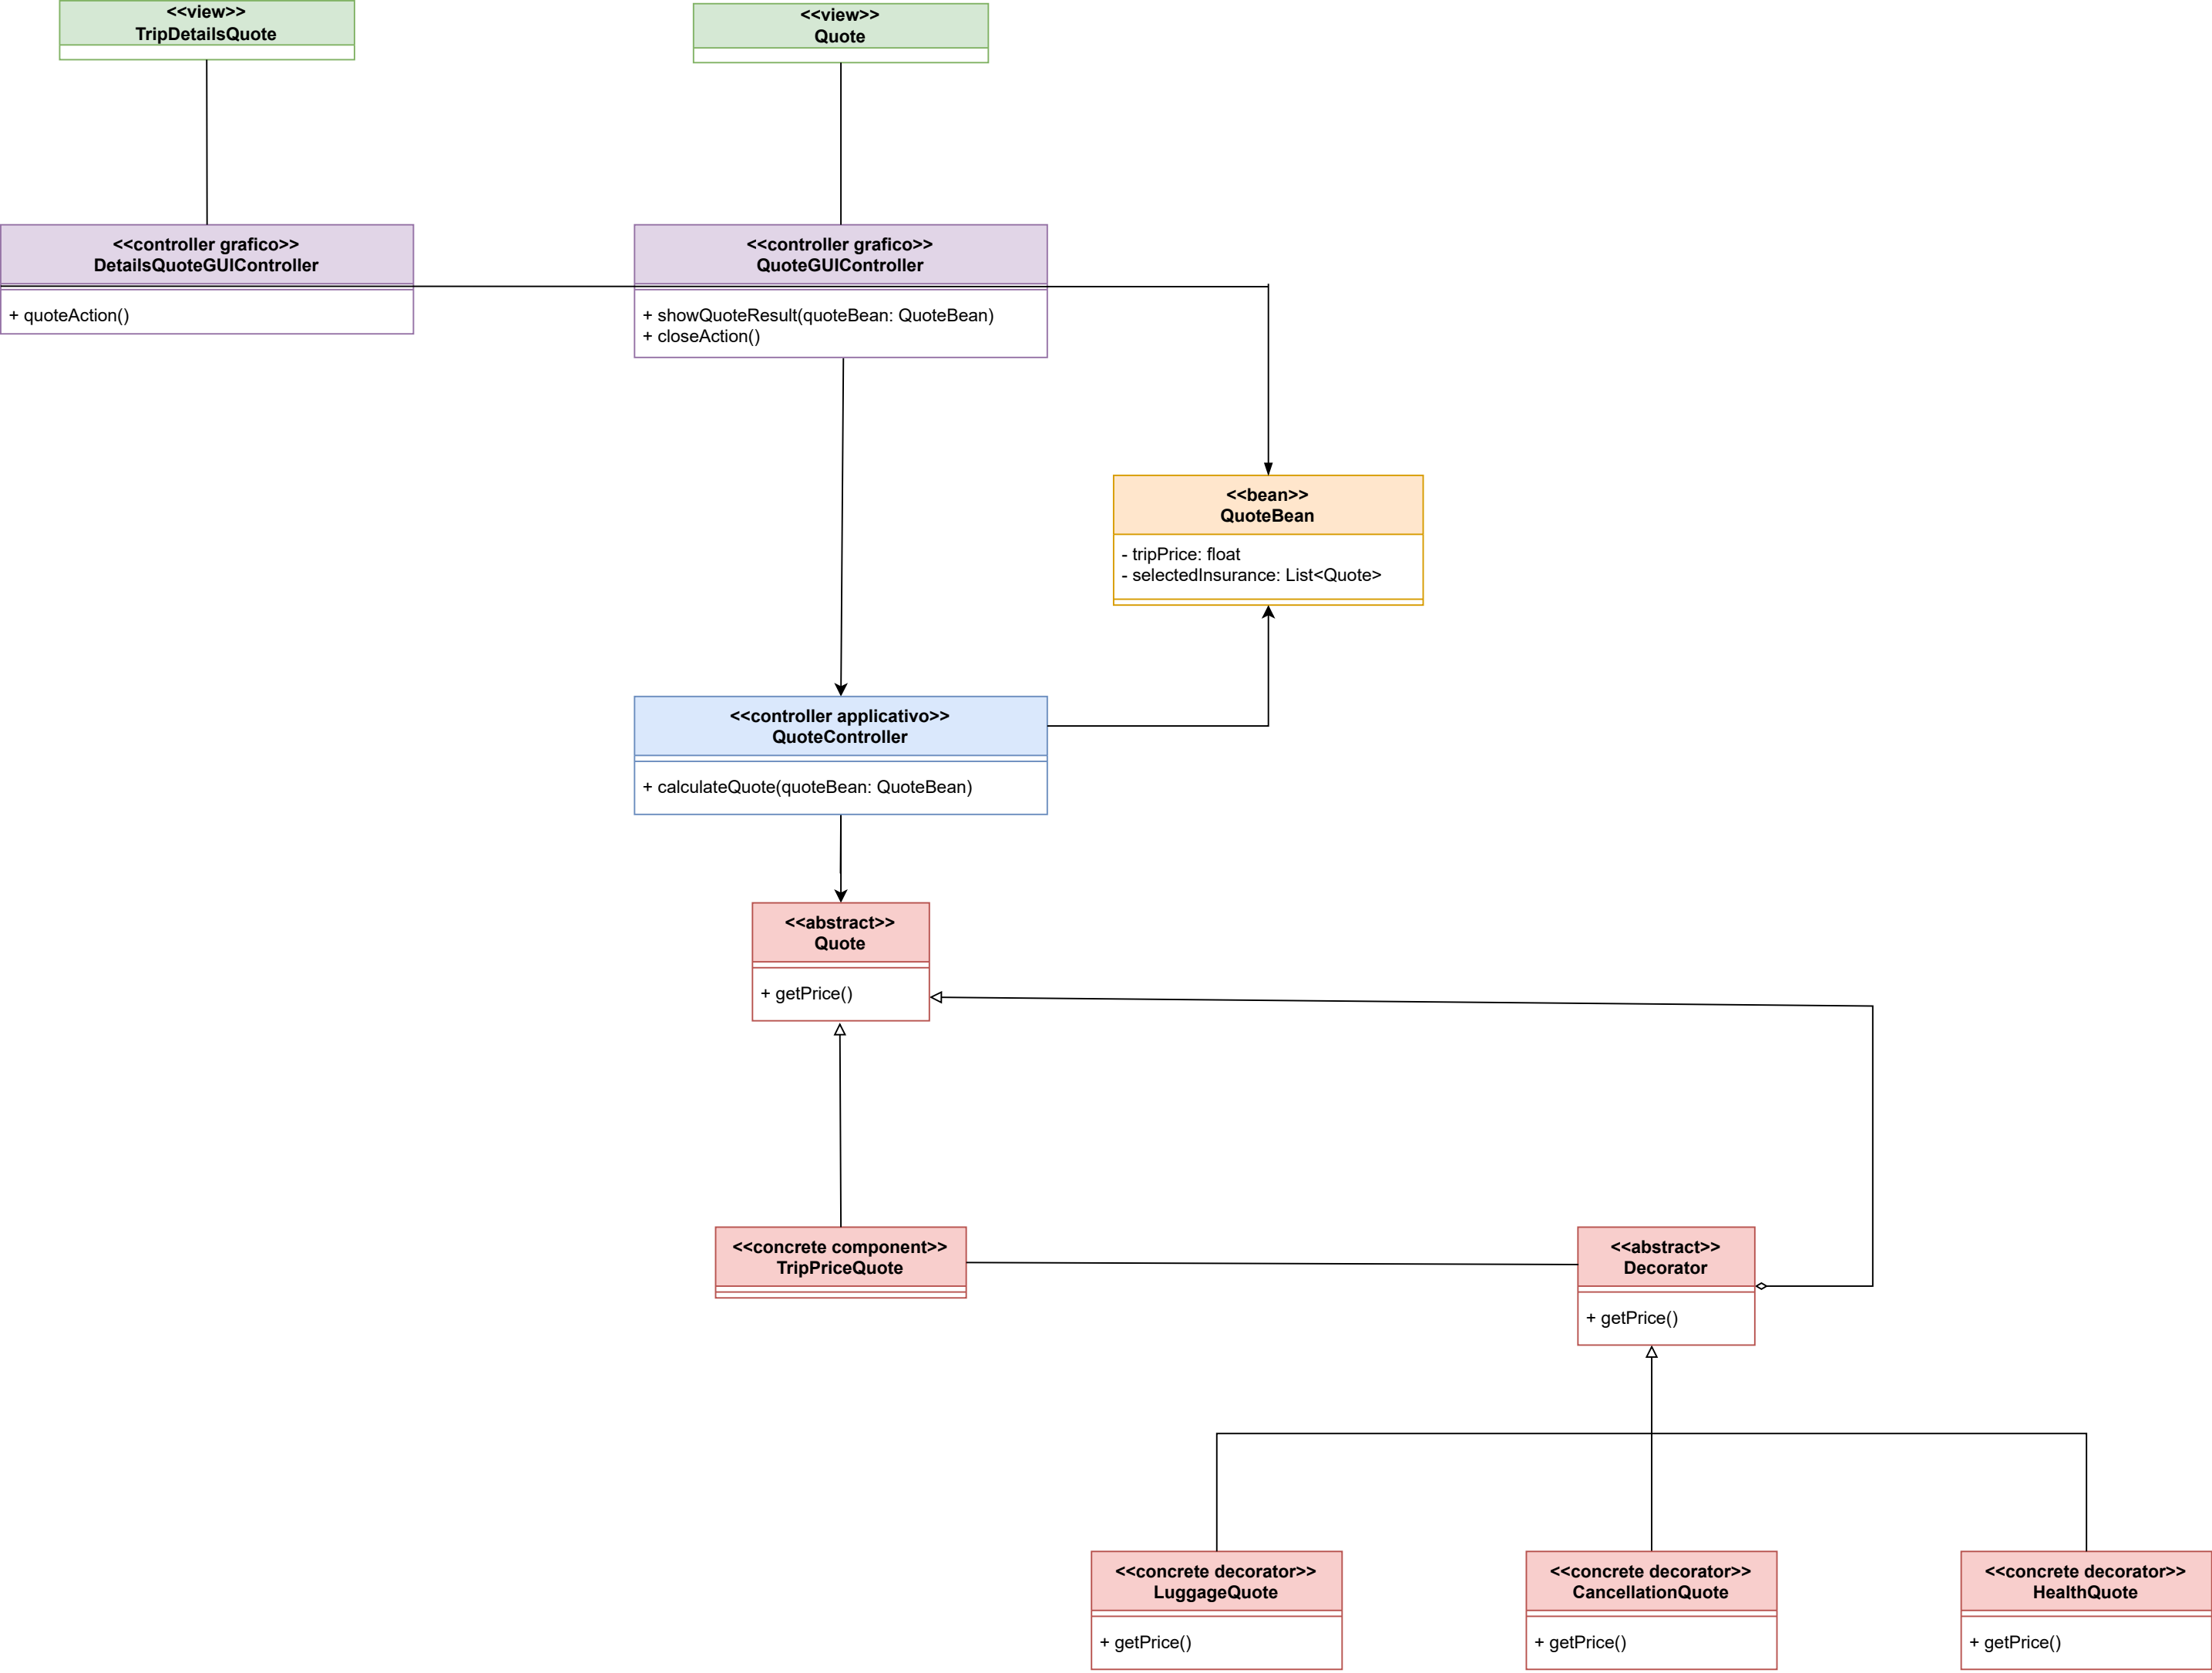 <<view>>
TripDetailsQuote
<<view>>
Quote
<<controller grafico>>
DetailsQuoteGUIController
+ quoteAction()
<<controller grafico>>
QuoteGUIController
+ showQuoteResult(quoteBean: QuoteBean)
+ closeAction()
<<bean>>
QuoteBean
- tripPrice: float
- selectedInsurance: List<Quote>
<<controller applicativo>>
QuoteController
+ calculateQuote(quoteBean: QuoteBean)
<<abstract>>
Quote
+ getPrice()
<<concrete component>>
TripPriceQuote
<<abstract>>
Decorator
+ getPrice()
<<concrete decorator>>
LuggageQuote
+ getPrice()
<<concrete decorator>>
CancellationQuote
+ getPrice()
<<concrete decorator>>
HealthQuote
+ getPrice()